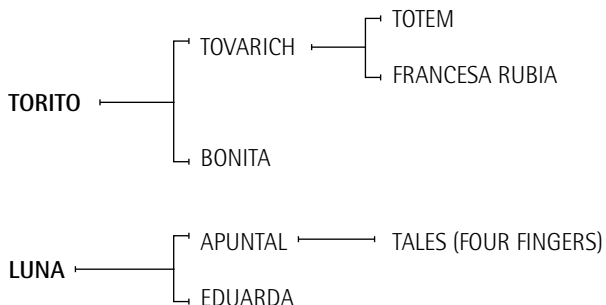 TOTEM
TOVARICH
FRANCESA RUBIA
TORITO
BONITA
APUNTAL TALES (FOUR FINGERS)
LUNA
EDUARDA